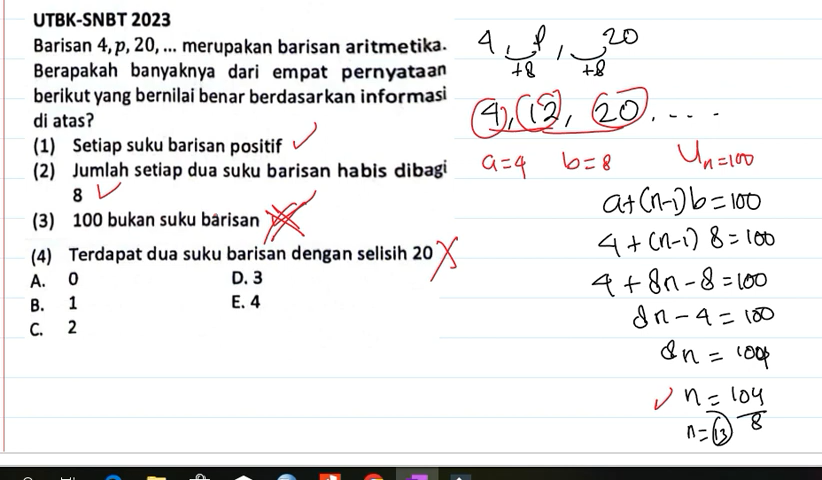 UTBK-SNBT 2023
Barisan 4, p, 20, ... merupakan barisan aritmetika.
Berapakah banyaknya dari empat pernyataan
berikut yang bernilai benar berdasarkan informasi
di atas?
(1) Setiap suku barisan positif
(2) Jumlah setiap dua suku barisan habis dibagi
8
(3) 100 bukan suku barisan
(4) Terdapat dua suku barisan dengan selisih 20
A. 0
D. 3
B. 1
E. 4
C. 2
4, p, 20
+8 +8
4, 12, 20, ....
a=4 b=8 Un=100
a+(n-1)b=100
4+(n-1) 8=100
4+8n-8=100
8n-4=100
8n=104
n=104/8
n=13